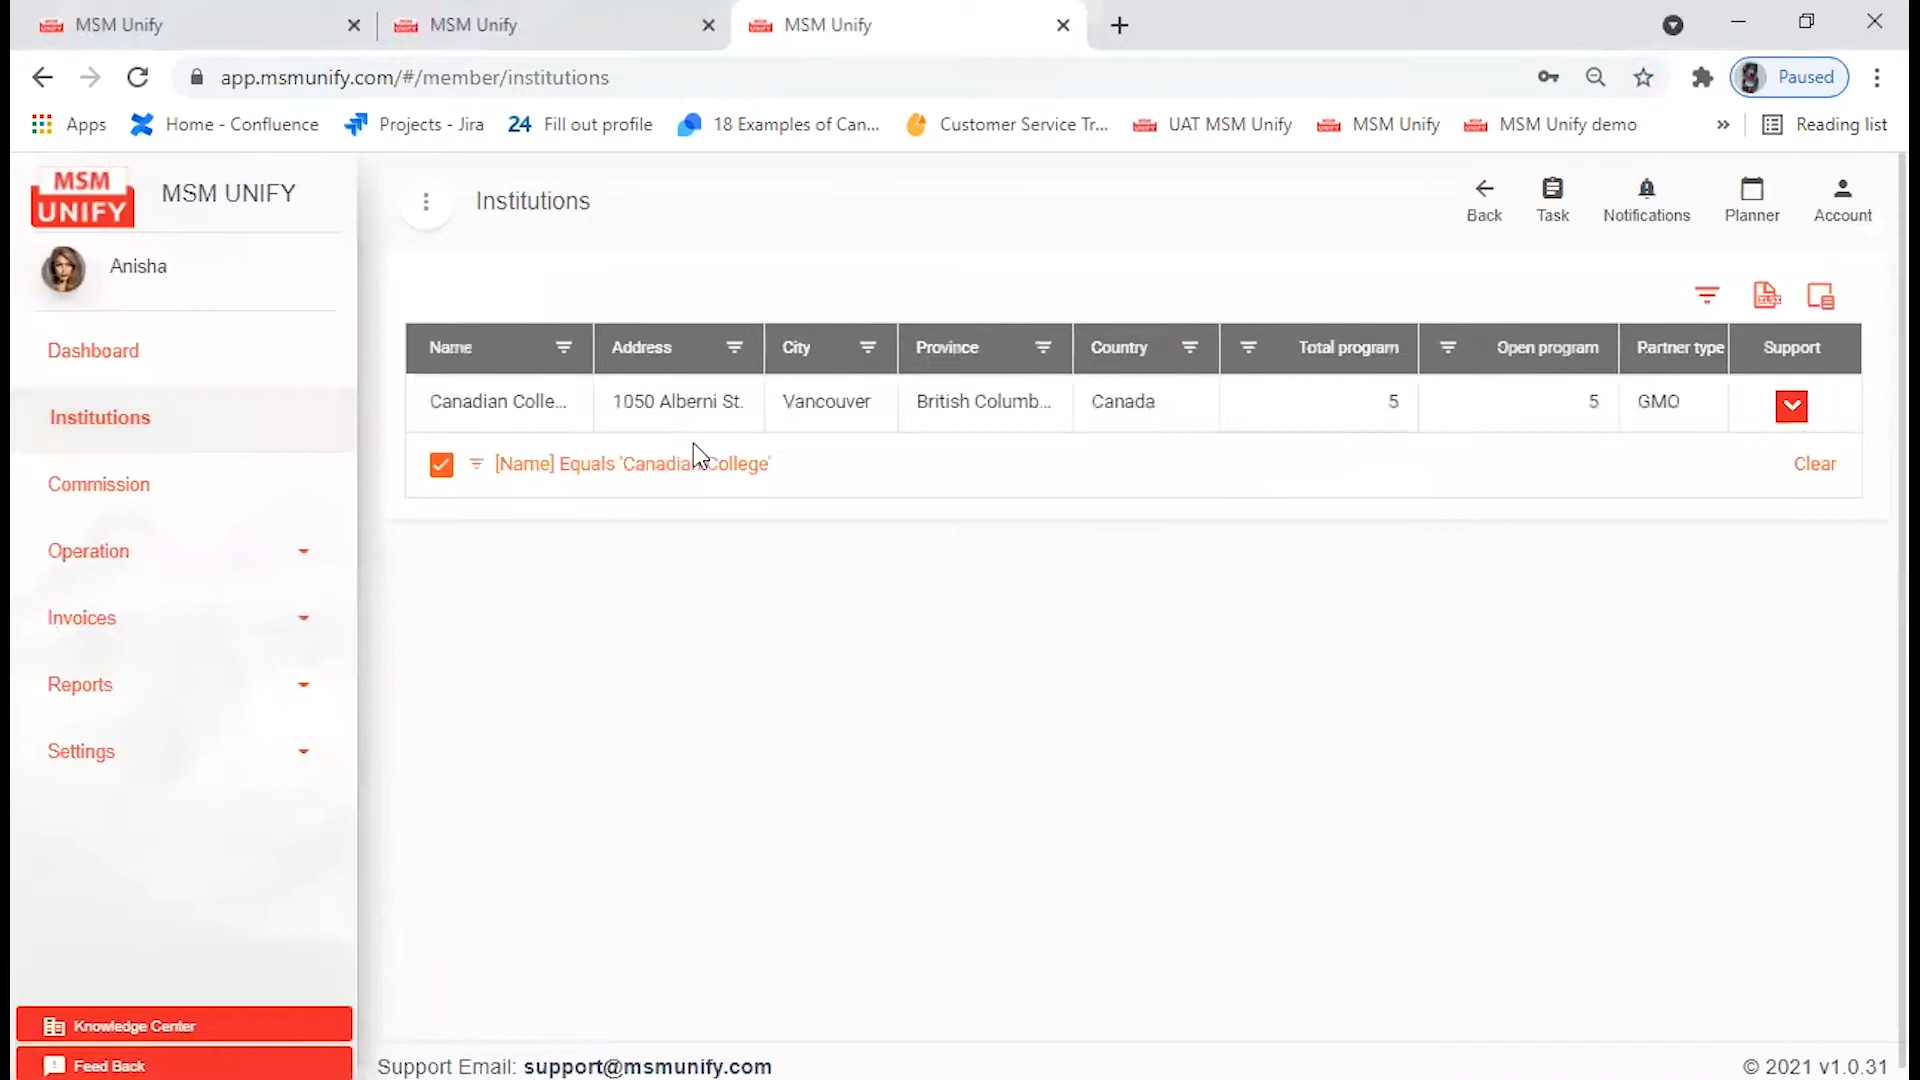 MSM Unify
MSM Unify
MSM Unify
app.msmunify.com/#/member/institutions
Paused
Apps
Home - Confluence
Projects - Jira
24 Fill out profile
18 Examples of Can...
Customer Service Tr...
UAT MSM Unify
MSM Unify
MSM Unify demo
»
Reading list
MSM
UNIFY
MSM UNIFY
Institutions
Back
Task
Notifications
Planner
Account
Anisha
Dashboard
Institutions
Commission
Operation
Invoices
Reports
Settings
XLSX
Name Address City Province Country Total program Open program Partner type Support
Canadian Colle... 1050 Alberni St. Vancouver British Columb... Canada 5 5 GMO
[Name] Equals 'Canadian College' Clear
Knowledge Center
Feed Back
Support Email: support@msmunify.com
© 2021 v1.0.31